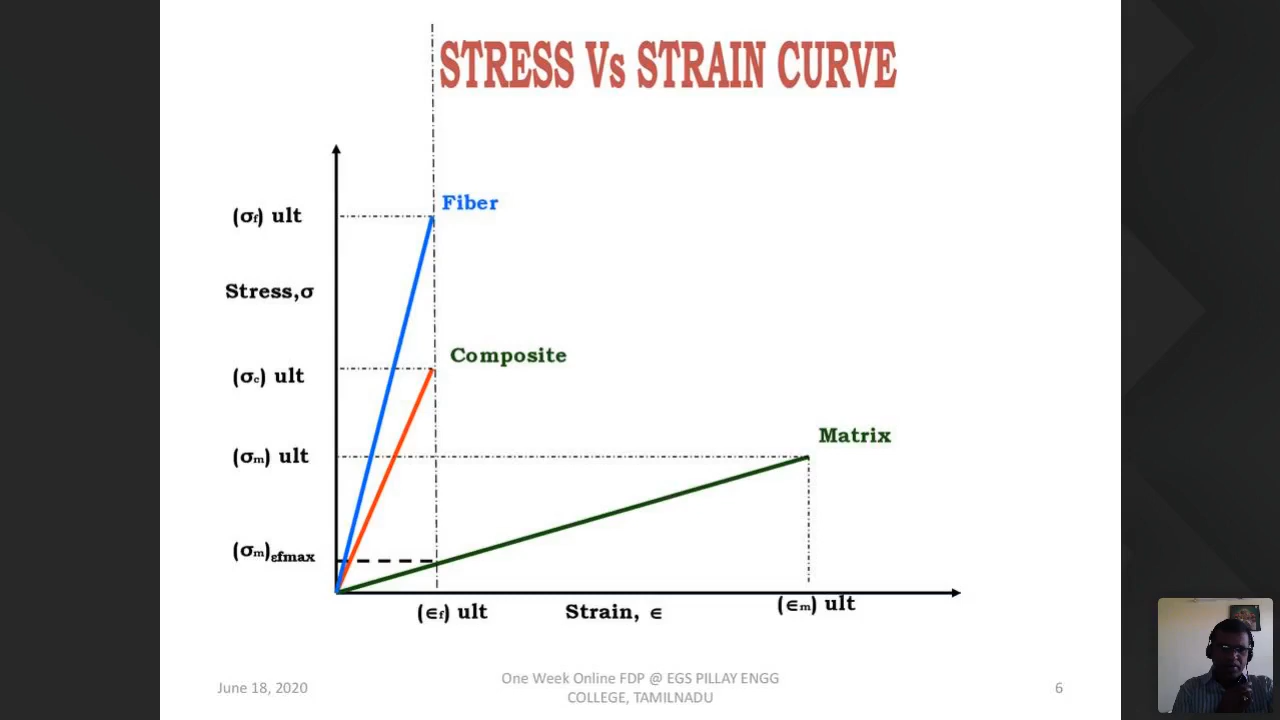 STRESS Vs STRAIN CURVE
Fiber
(σf) ult
Stress,σ
Composite
(σc) ult
Matrix
(σm) ult
(σm)εfmax
(∈f) ult
Strain, ∈
(∈m) ult
June 18, 2020
One Week Online FDP @ EGS PILLAY ENGG
COLLEGE, TAMILNADU
6